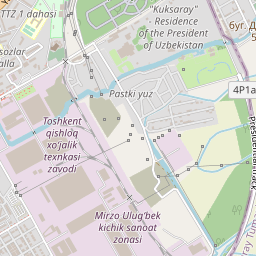 TTZ 1 dahasi
"Kuksaray"
Residence
of the President
of Uzbekistan
Pastki yuz
4P1a
Toshkent
qishloq
xo'jalik
texnkasi
zavodi
Mirzo Ulug'bek
kichik sanoat
zonasi